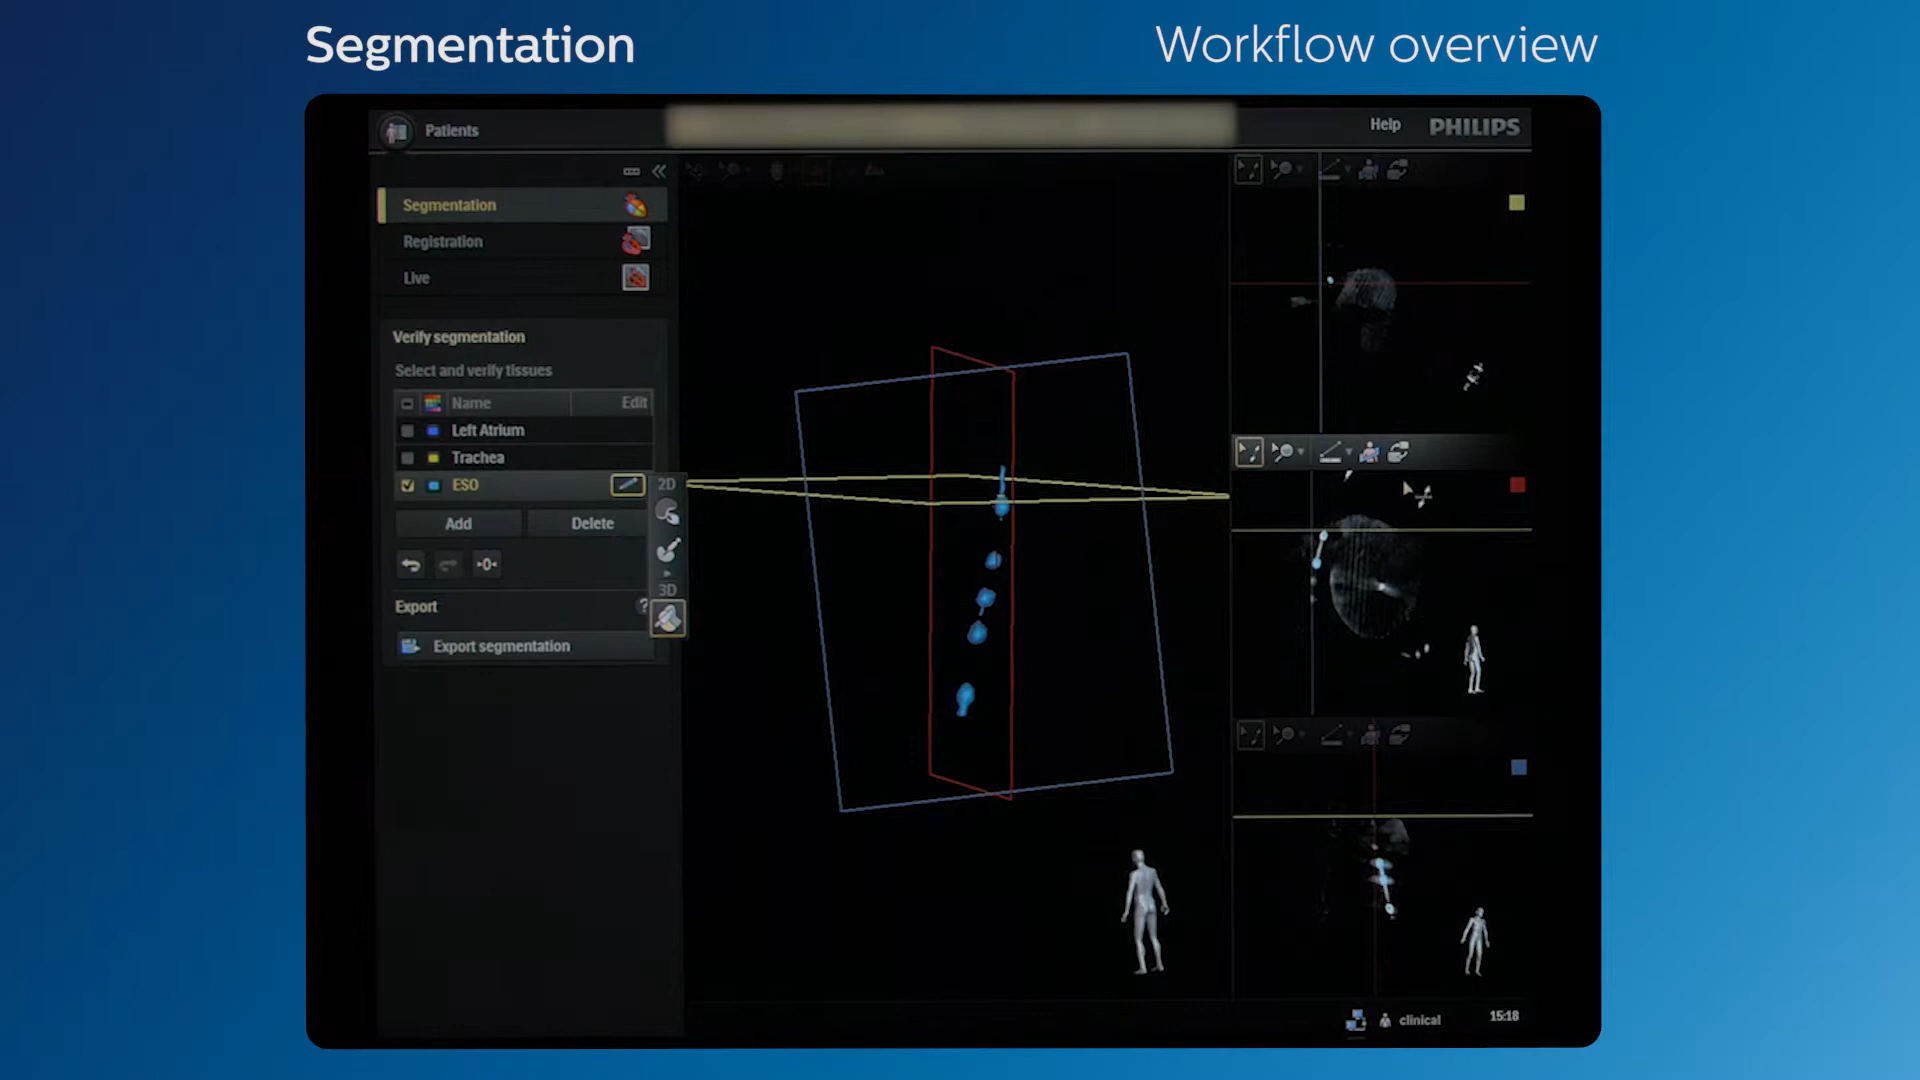 Segmentation
Workflow overview
Patients
Help
PHILIPS
Segmentation
Registration
Live
Verify segmentation
Select and verify tissues
Name
Edit
Left Atrium
Trachea
ESO
2D
Add
Delete
0
3D
Export
?
Export segmentation
clinical
15:18